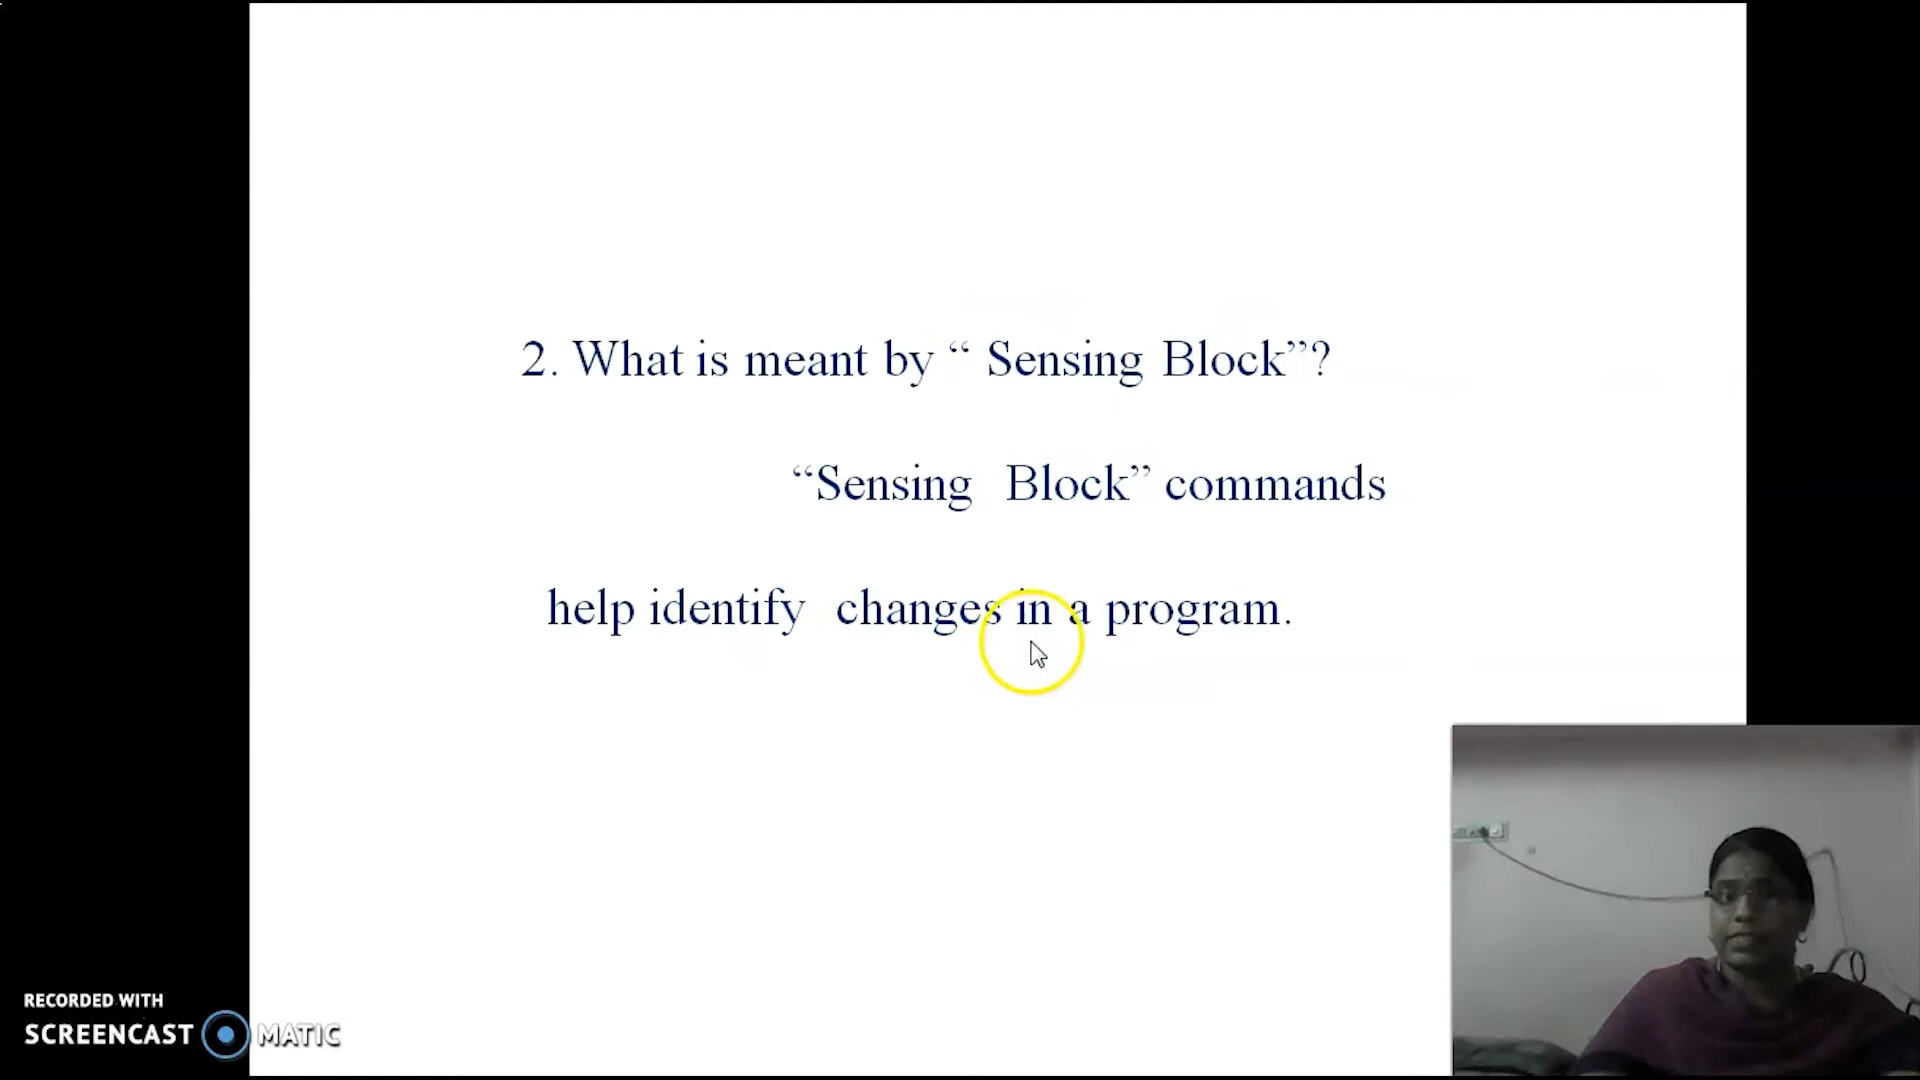 2. What is meant by “ Sensing Block”?
“Sensing Block” commands
help identify changes in a program.
RECORDED WITH
SCREENCAST MATIC